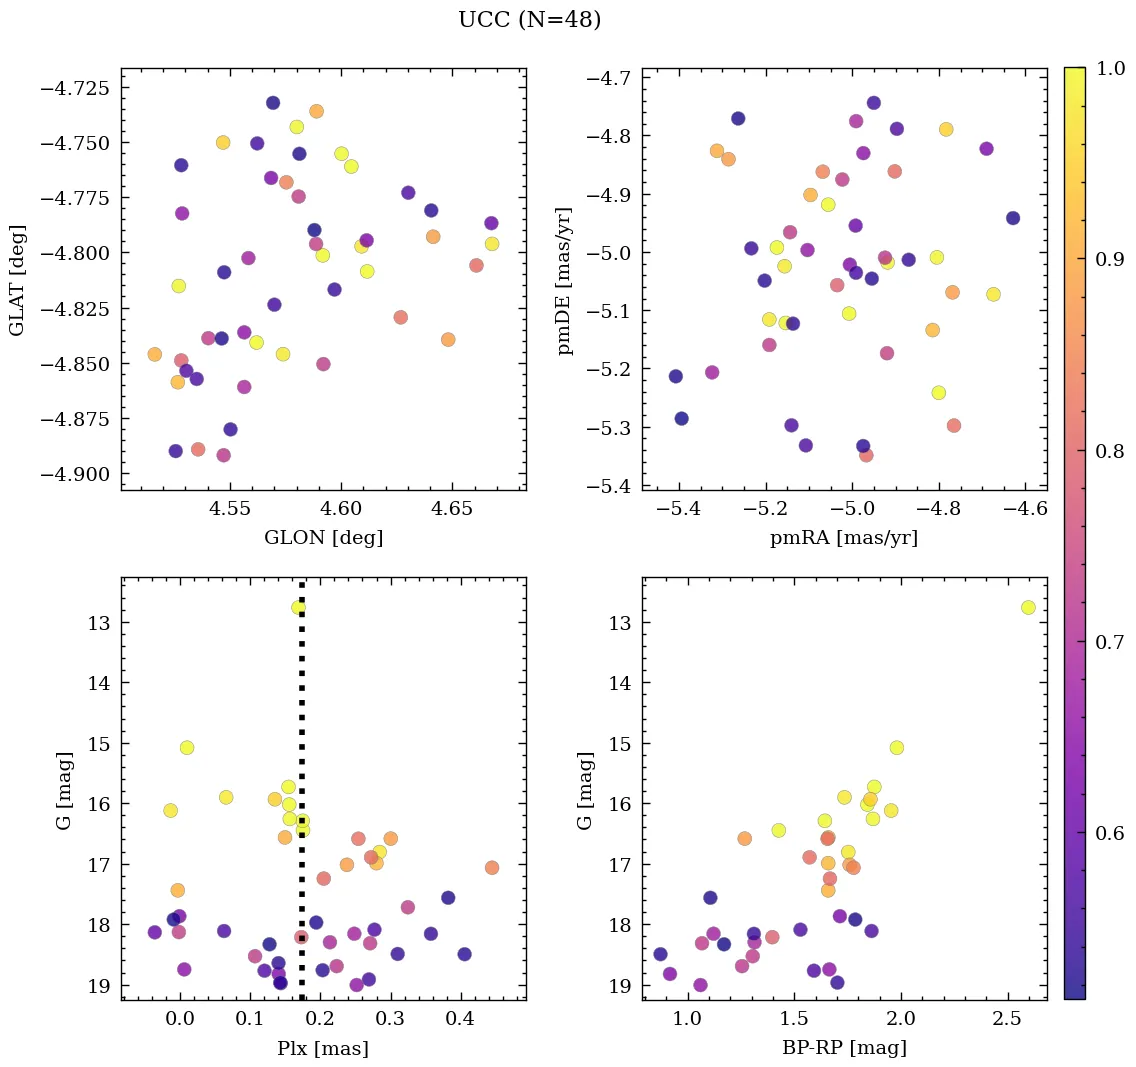 UCC (N=48)
−4.725
−4.750
−4.775
−4.800
−4.825
−4.850
−4.875
−4.900
GLAT [deg]
4.55 4.60 4.65
GLON [deg]
−4.7
−4.8
−4.9
−5.0
−5.1
−5.2
−5.3
−5.4
pmDE [mas/yr]
−5.4 −5.2 −5.0 −4.8 −4.6
pmRA [mas/yr]
1.0
0.9
0.8
0.7
0.6
13
14
15
16
17
18
19
G [mag]
0.0 0.1 0.2 0.3 0.4
Plx [mas]
13
14
15
16
17
18
19
G [mag]
1.0 1.5 2.0 2.5
BP-RP [mag]